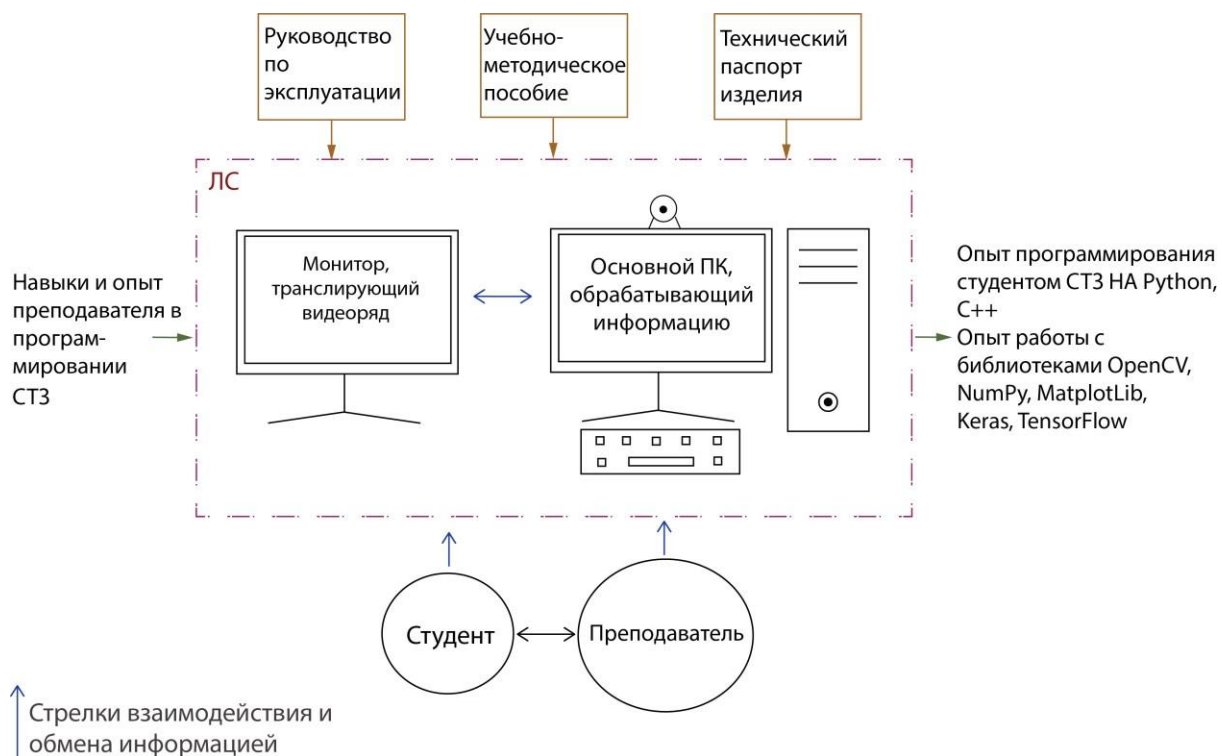 Руководство
по
эксплуатации
Учебно-
методическое
пособие
Технический
паспорт
изделия
ЛС
Монитор,
транслирующий
видеоряд
Основной ПК,
обрабатывающий
информацию
Навыки и опыт
преподавателя в
програм-
мировании
СТЗ
Опыт программирования
студентом СТЗ НА Python,
C++
Опыт работы с
библиотеками OpenCV,
NumPy, MatplotLib,
Keras, TensorFlow
Студент
Преподаватель
Стрелки взаимодействия и
обмена информацией